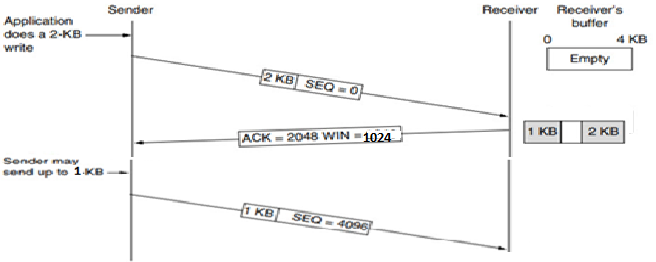 Sender
Receiver
Receiver's
buffer
Application
does a 2-KB
write
0
4 KB
Empty
2 KB
SEQ = 0
ACK = 2048 WIN = 1024
1 KB
2 KB
Sender may
send up to 1-KB
1 KB
SEQ = 4096